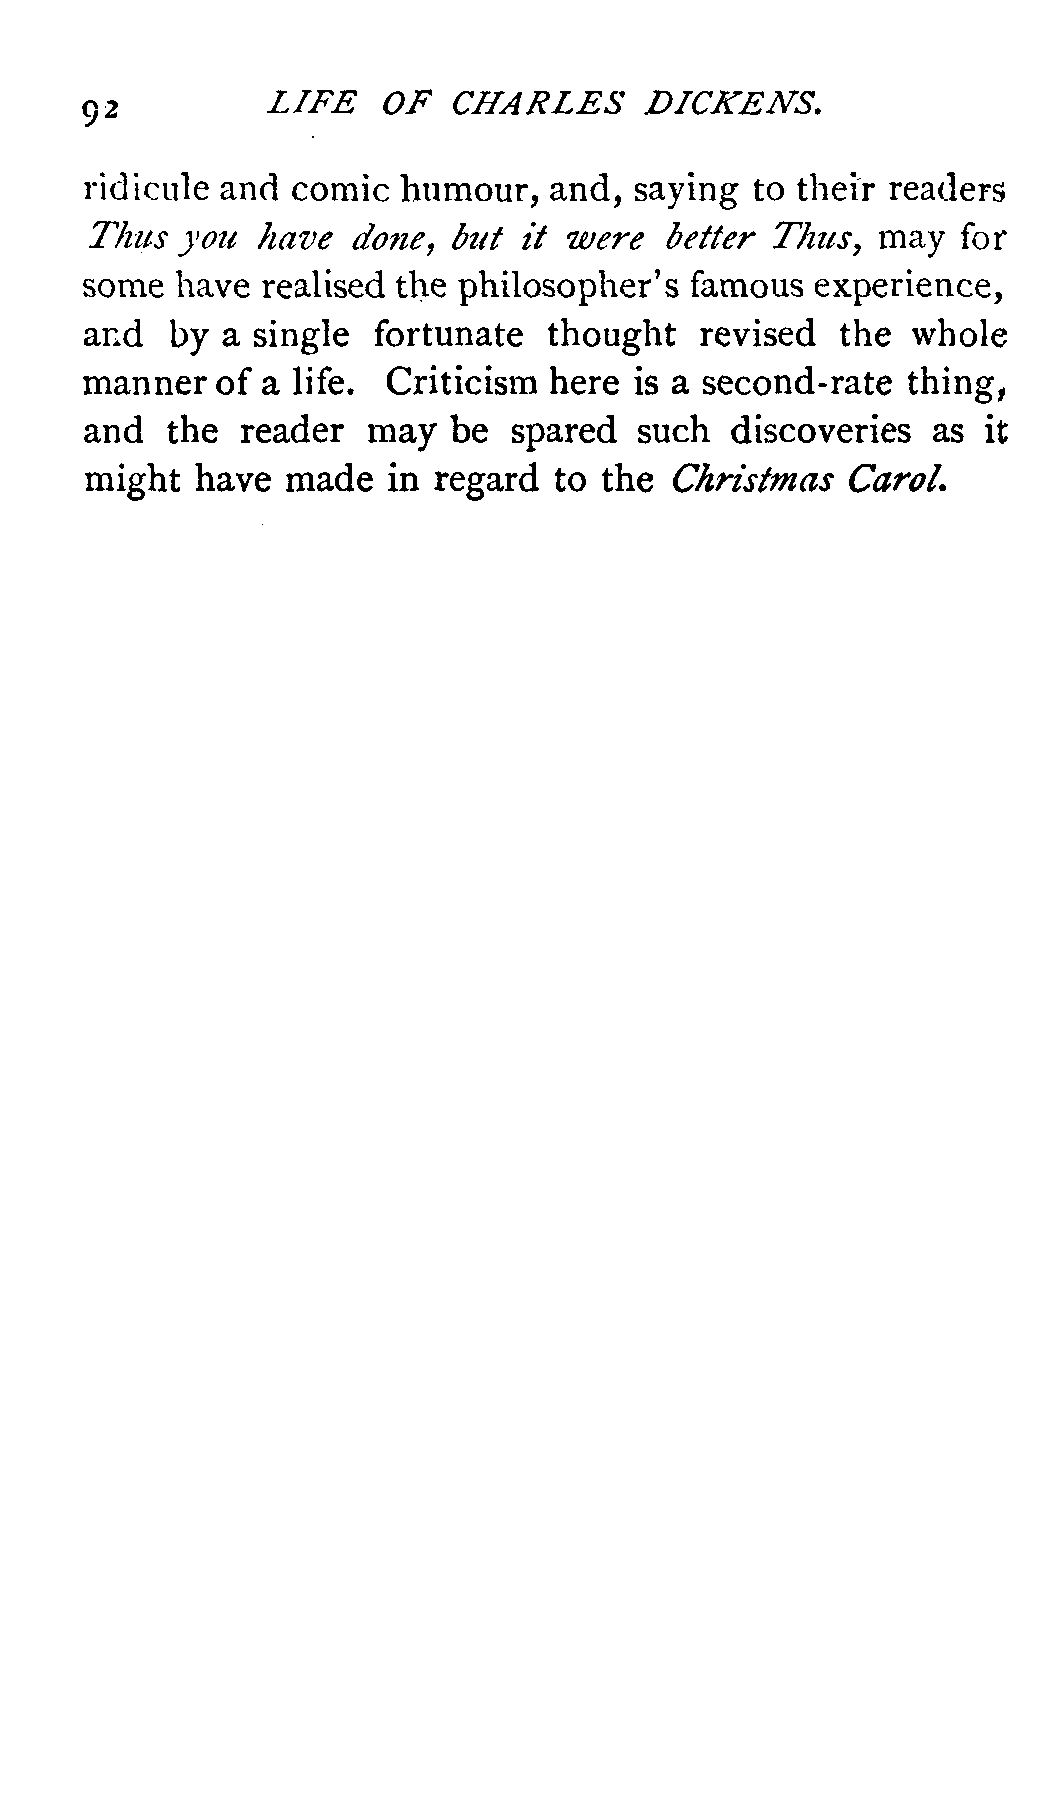 92 LIFE OF CHARLES DICKENS.
ridicule and comic humour, and, saying to their readers
Thus you have done, but it were better Thus, may for
some have realised the philosopher's famous experience,
and by a single fortunate thought revised the whole
manner of a life. Criticism here is a second-rate thing,
and the reader may be spared such discoveries as it
might have made in regard to the Christmas Carol.